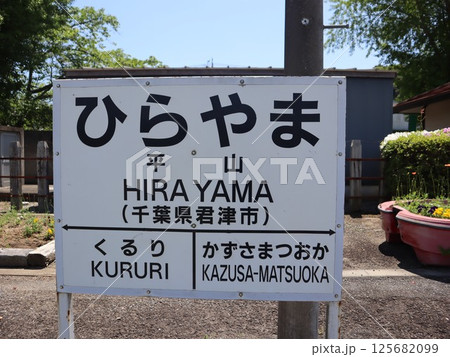 ひらやま
平 山
HIRAYAMA
(千葉県君津市)
くるり かずさまつおか
KURURI KAZUSA-MATSUOKA
PIXTA
pixta.jp - 125682099